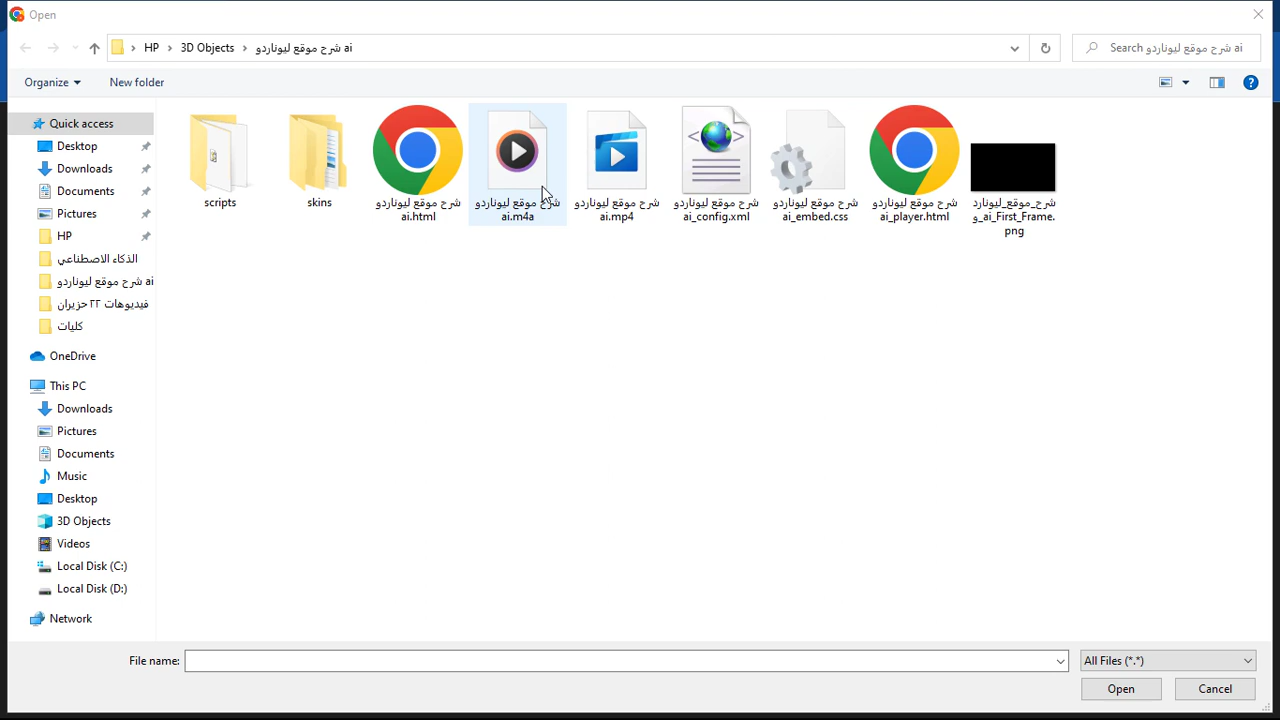 Open
HP > 3D Objects > شرح موقع ليوناردو ai
Search شرح موقع ليوناردو ai
Organize
New folder
Quick access
Desktop
Downloads
Documents
Pictures
HP
الذكاء الاصطناعي
شرح موقع ليوناردو ai
فيديوهات ٢٢ حزيران
كليات
OneDrive
This PC
Downloads
Pictures
Documents
Music
Desktop
3D Objects
Videos
Local Disk (C:)
Local Disk (D:)
Network
scripts
skins
شرح موقع ليوناردو
ai.html
شرح موقع ليوناردو
ai.m4a
شرح موقع ليوناردو
ai.mp4
شرح موقع ليوناردو
ai_config.xml
شرح موقع ليوناردو
ai_embed.css
شرح موقع ليوناردو
ai_player.html
شرح_موقع_ليونارد
و_ai_First_Frame.
png
File name:
All Files (*.*)
Open
Cancel